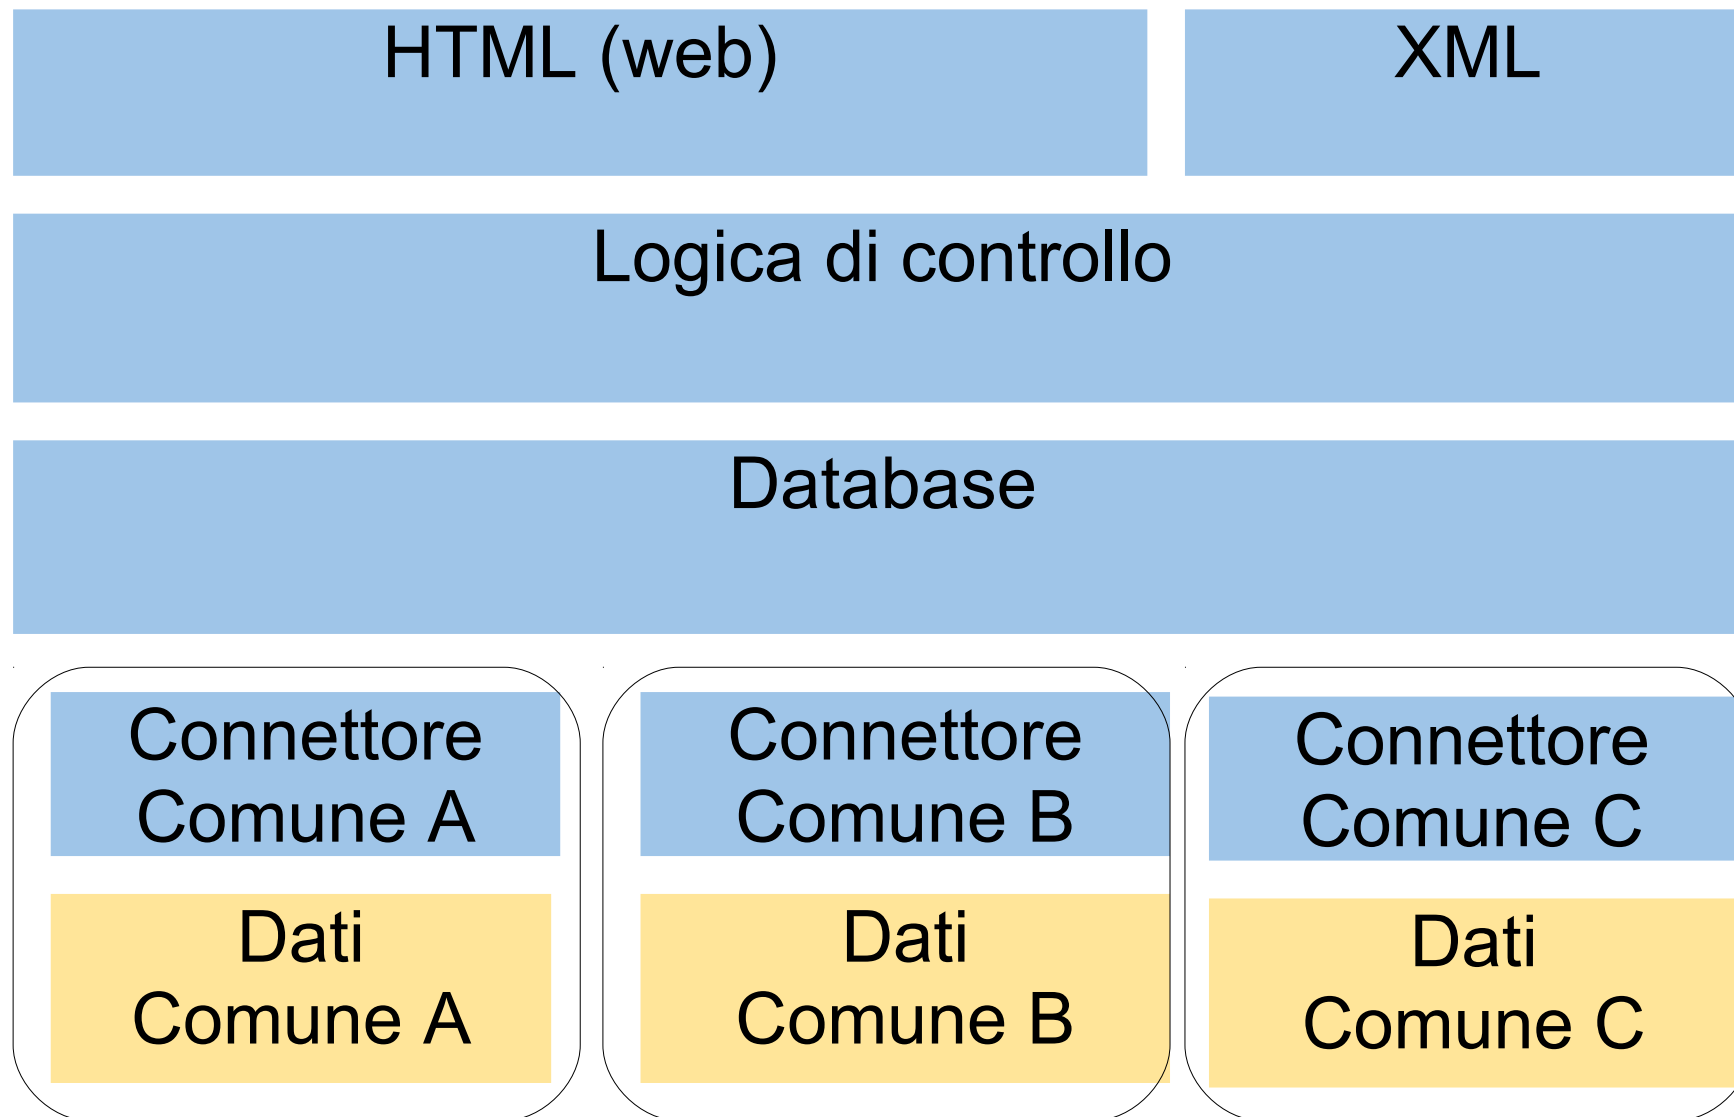 HTML (web)
XML
Logica di controllo
Database
Connettore
Comune A
Connettore
Comune B
Connettore
Comune C
Dati
Comune A
Dati
Comune B
Dati
Comune C